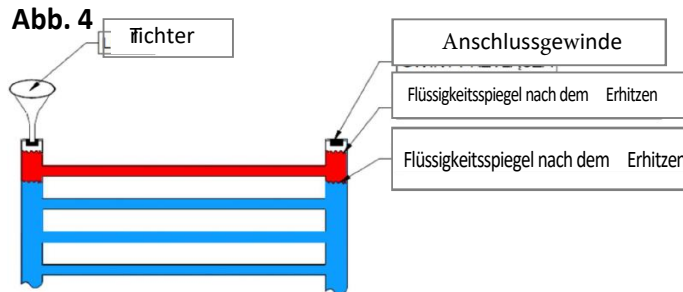 Abb. 4
Trichter
Anschlussgewinde
Flüssigkeitsspiegel nach dem Erhitzen
Flüssigkeitsspiegel nach dem Erhitzen